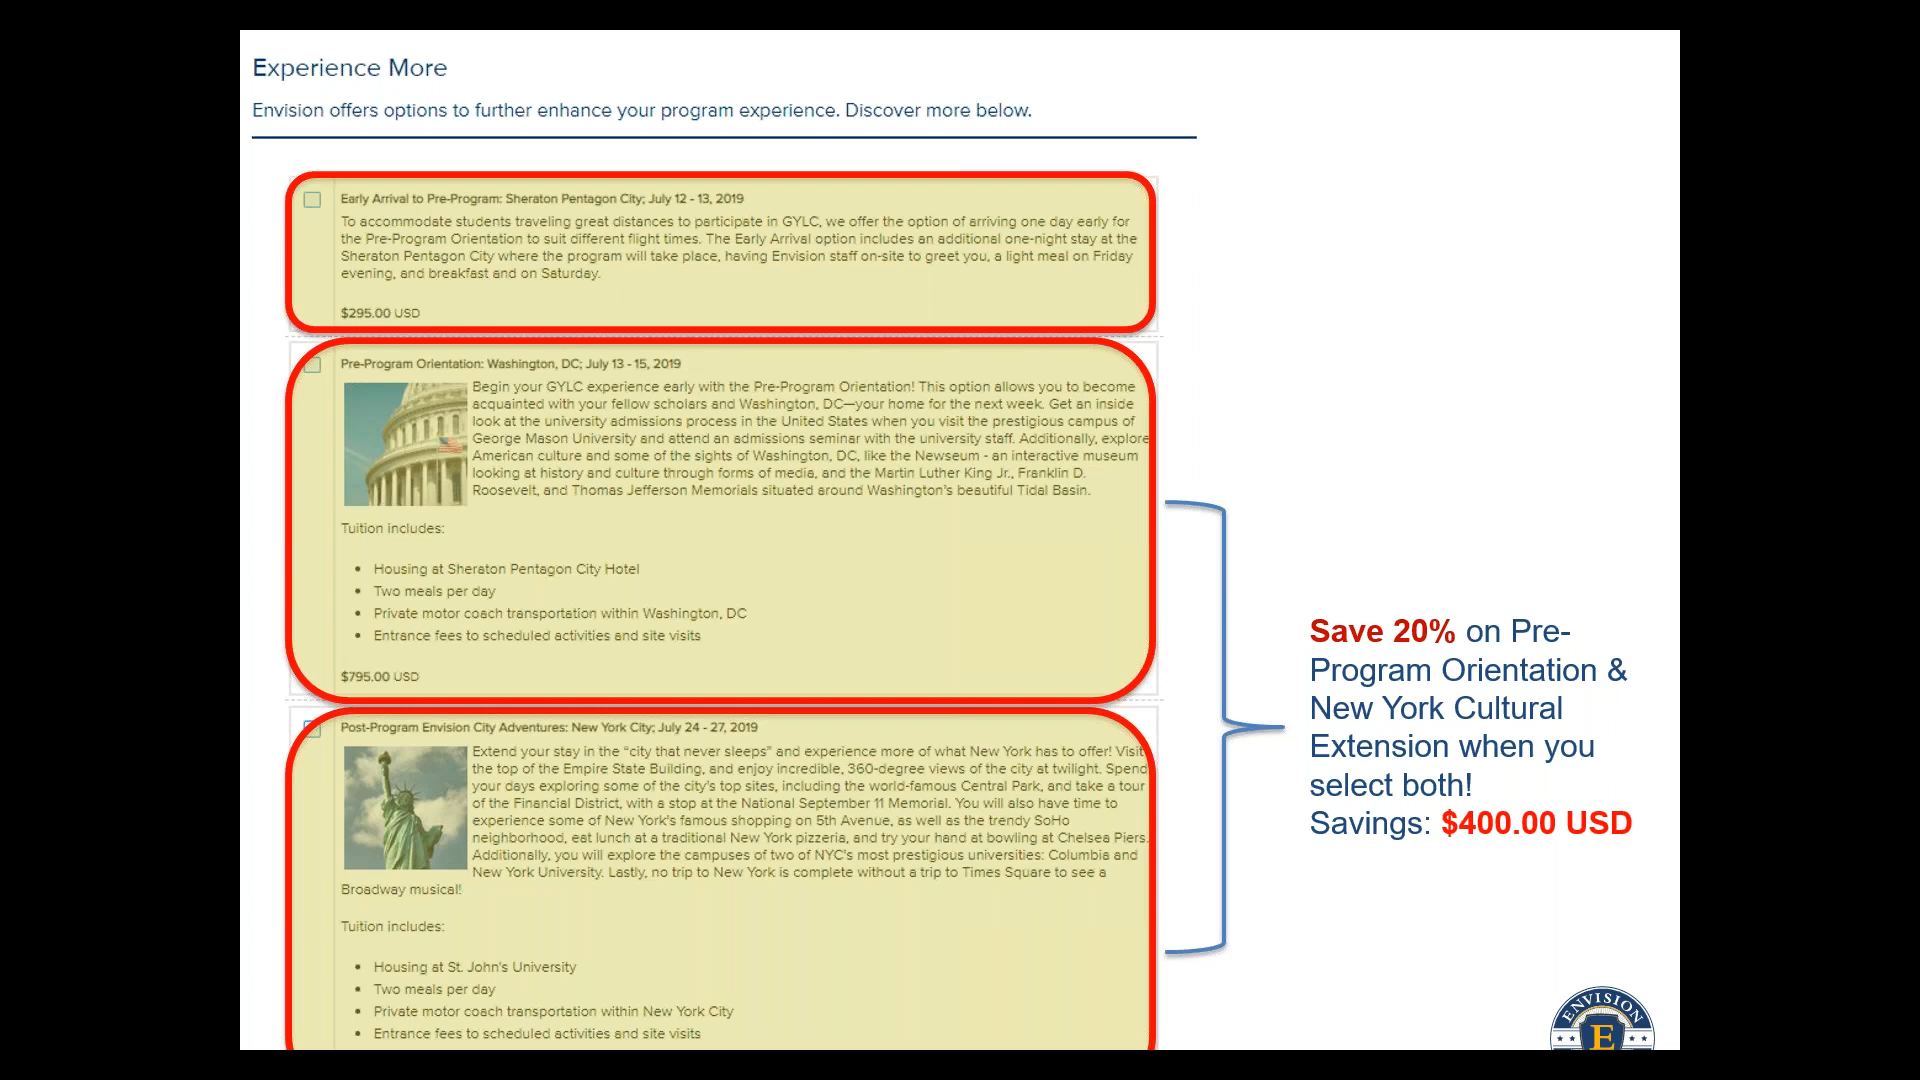 Experience More
Envision offers options to further enhance your program experience. Discover more below.
Early Arrival to Pre-Program: Sheraton Pentagon City; July 12 - 13, 2019
To accommodate students traveling great distances to participate in GYLC, we offer the option of arriving one day early for
the Pre-Program Orientation to suit different flight times. The Early Arrival option includes an additional one-night stay at the
Sheraton Pentagon City where the program will take place, having Envision staff on-site to greet you, a light meal on Friday
evening, and breakfast and on Saturday.
$295.00 USD
Pre-Program Orientation: Washington, DC; July 13 - 15, 2019
Begin your GYLC experience early with the Pre-Program Orientation! This option allows you to become
acquainted with your fellow scholars and Washington, DC—your home for the next week. Get an inside
look at the university admissions process in the United States when you visit the prestigious campus of
George Mason University and attend an admissions seminar with the university staff. Additionally, explore
American culture and some of the sights of Washington, DC, like the Newseum - an interactive museum
looking at history and culture through forms of media, and the Martin Luther King Jr., Franklin D.
Roosevelt, and Thomas Jefferson Memorials situated around Washington's beautiful Tidal Basin.
Tuition includes:
• Housing at Sheraton Pentagon City Hotel
• Two meals per day
• Private motor coach transportation within Washington, DC
• Entrance fees to scheduled activities and site visits
$795.00 USD
Post-Program Envision City Adventures: New York City; July 24 - 27, 2019
Extend your stay in the “city that never sleeps” and experience more of what New York has to offer! Visit
the top of the Empire State Building, and enjoy incredible, 360-degree views of the city at twilight. Spend
your days exploring some of the city's top sites, including the world-famous Central Park, and take a tour
of the Financial District, with a stop at the National September 11 Memorial. You will also have time to
experience some of New York's famous shopping on 5th Avenue, as well as the trendy SoHo
neighborhood, eat lunch at a traditional New York pizzeria, and try your hand at bowling at Chelsea Piers.
Additionally, you will explore the campuses of two of NYC's most prestigious universities: Columbia and
New York University. Lastly, no trip to New York is complete without a trip to Times Square to see a
Broadway musical!
Tuition includes:
• Housing at St. John's University
• Two meals per day
• Private motor coach transportation within New York City
• Entrance fees to scheduled activities and site visits
Save 20% on Pre-
Program Orientation &
New York Cultural
Extension when you
select both!
Savings: $400.00 USD
ENVISION
E